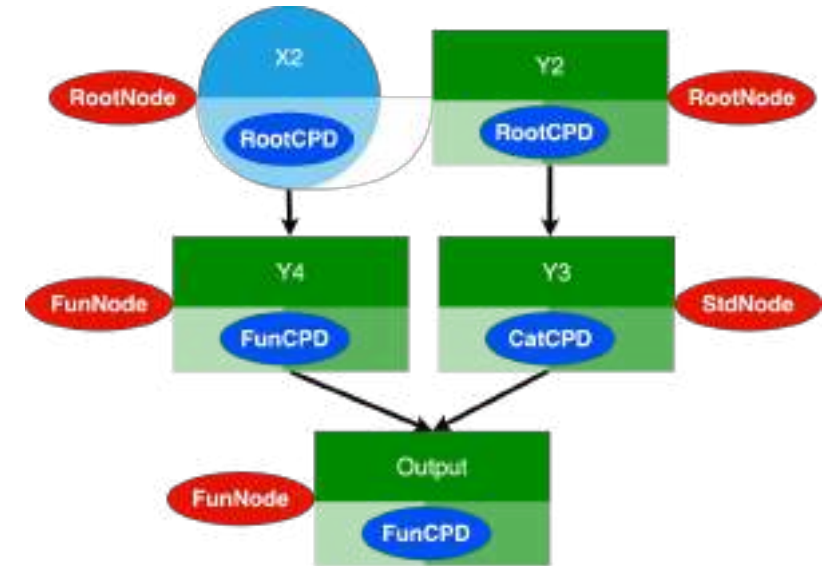 X2
Y2
RootNode
RootCPD
RootCPD
RootNode
Y4
Y3
FunNode
FunCPD
CatCPD
StdNode
Output
FunNode
FunCPD